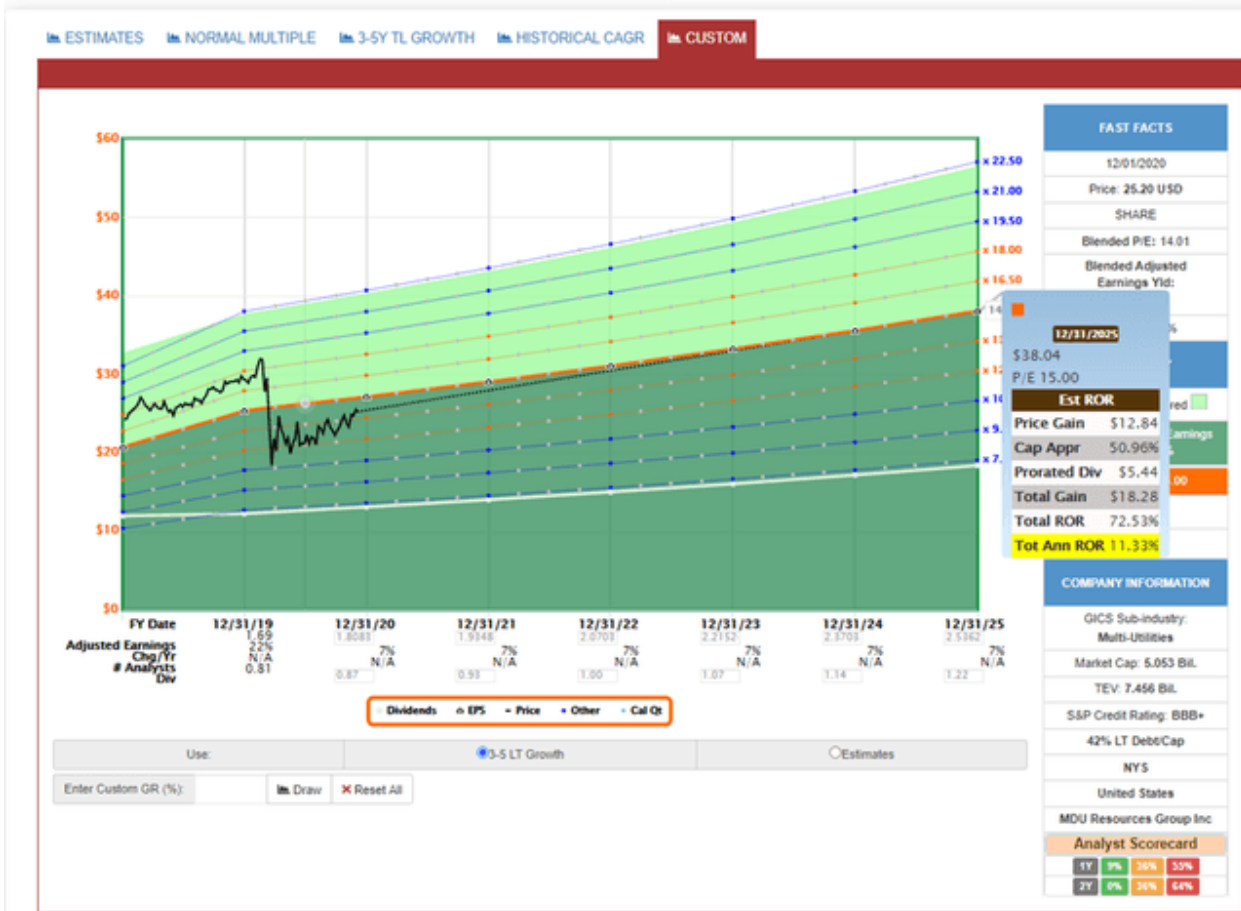 ESTIMATES NORMAL MULTIPLE 3-5Y TL GROWTH HISTORICAL CAGR CUSTOM
$60
$50
$40
$30
$20
$10
$0
x 22.50
x 21.00
x 19.50
x 18.00
x 16.50
FY Date 12/31/19 12/31/20 12/31/21 12/31/22 12/31/23 12/31/24 12/31/25
Adjusted Earnings 1.69 1.8083 1.9348 2.0703 2.2152 2.3703 2.5362
Chg/Yr 22% 7% 7% 7% 7% 7% 7%
# Analysts N/A N/A N/A N/A N/A N/A N/A
Div 0.81 0.87 0.93 1.00 1.07 1.14 1.22
Dividends EPS Price Other Cal Qt
Use: 3-5 LT Growth Estimates
Enter Custom GR (%): Draw Reset All
FAST FACTS
12/01/2020
Price: 25.20 USD
SHARE
Blended P/E: 14.01
Blended Adjusted
Earnings Yld:
12/31/2025
$38.04
P/E 15.00
Est ROR
Price Gain $12.84
Cap Appr 50.96%
Prorated Div $5.44
Total Gain $18.28
Total ROR 72.53%
Tot Ann ROR 11.33%
COMPANY INFORMATION
GICS Sub-industry:
Multi-Utilities
Market Cap: 5.053 Bil.
TEV: 7.456 Bil.
S&P Credit Rating: BBB+
42% LT Debt/Cap
NYS
United States
MDU Resources Group Inc
Analyst Scorecard
1Y 9% 36% 55%
2Y 0% 36% 64%